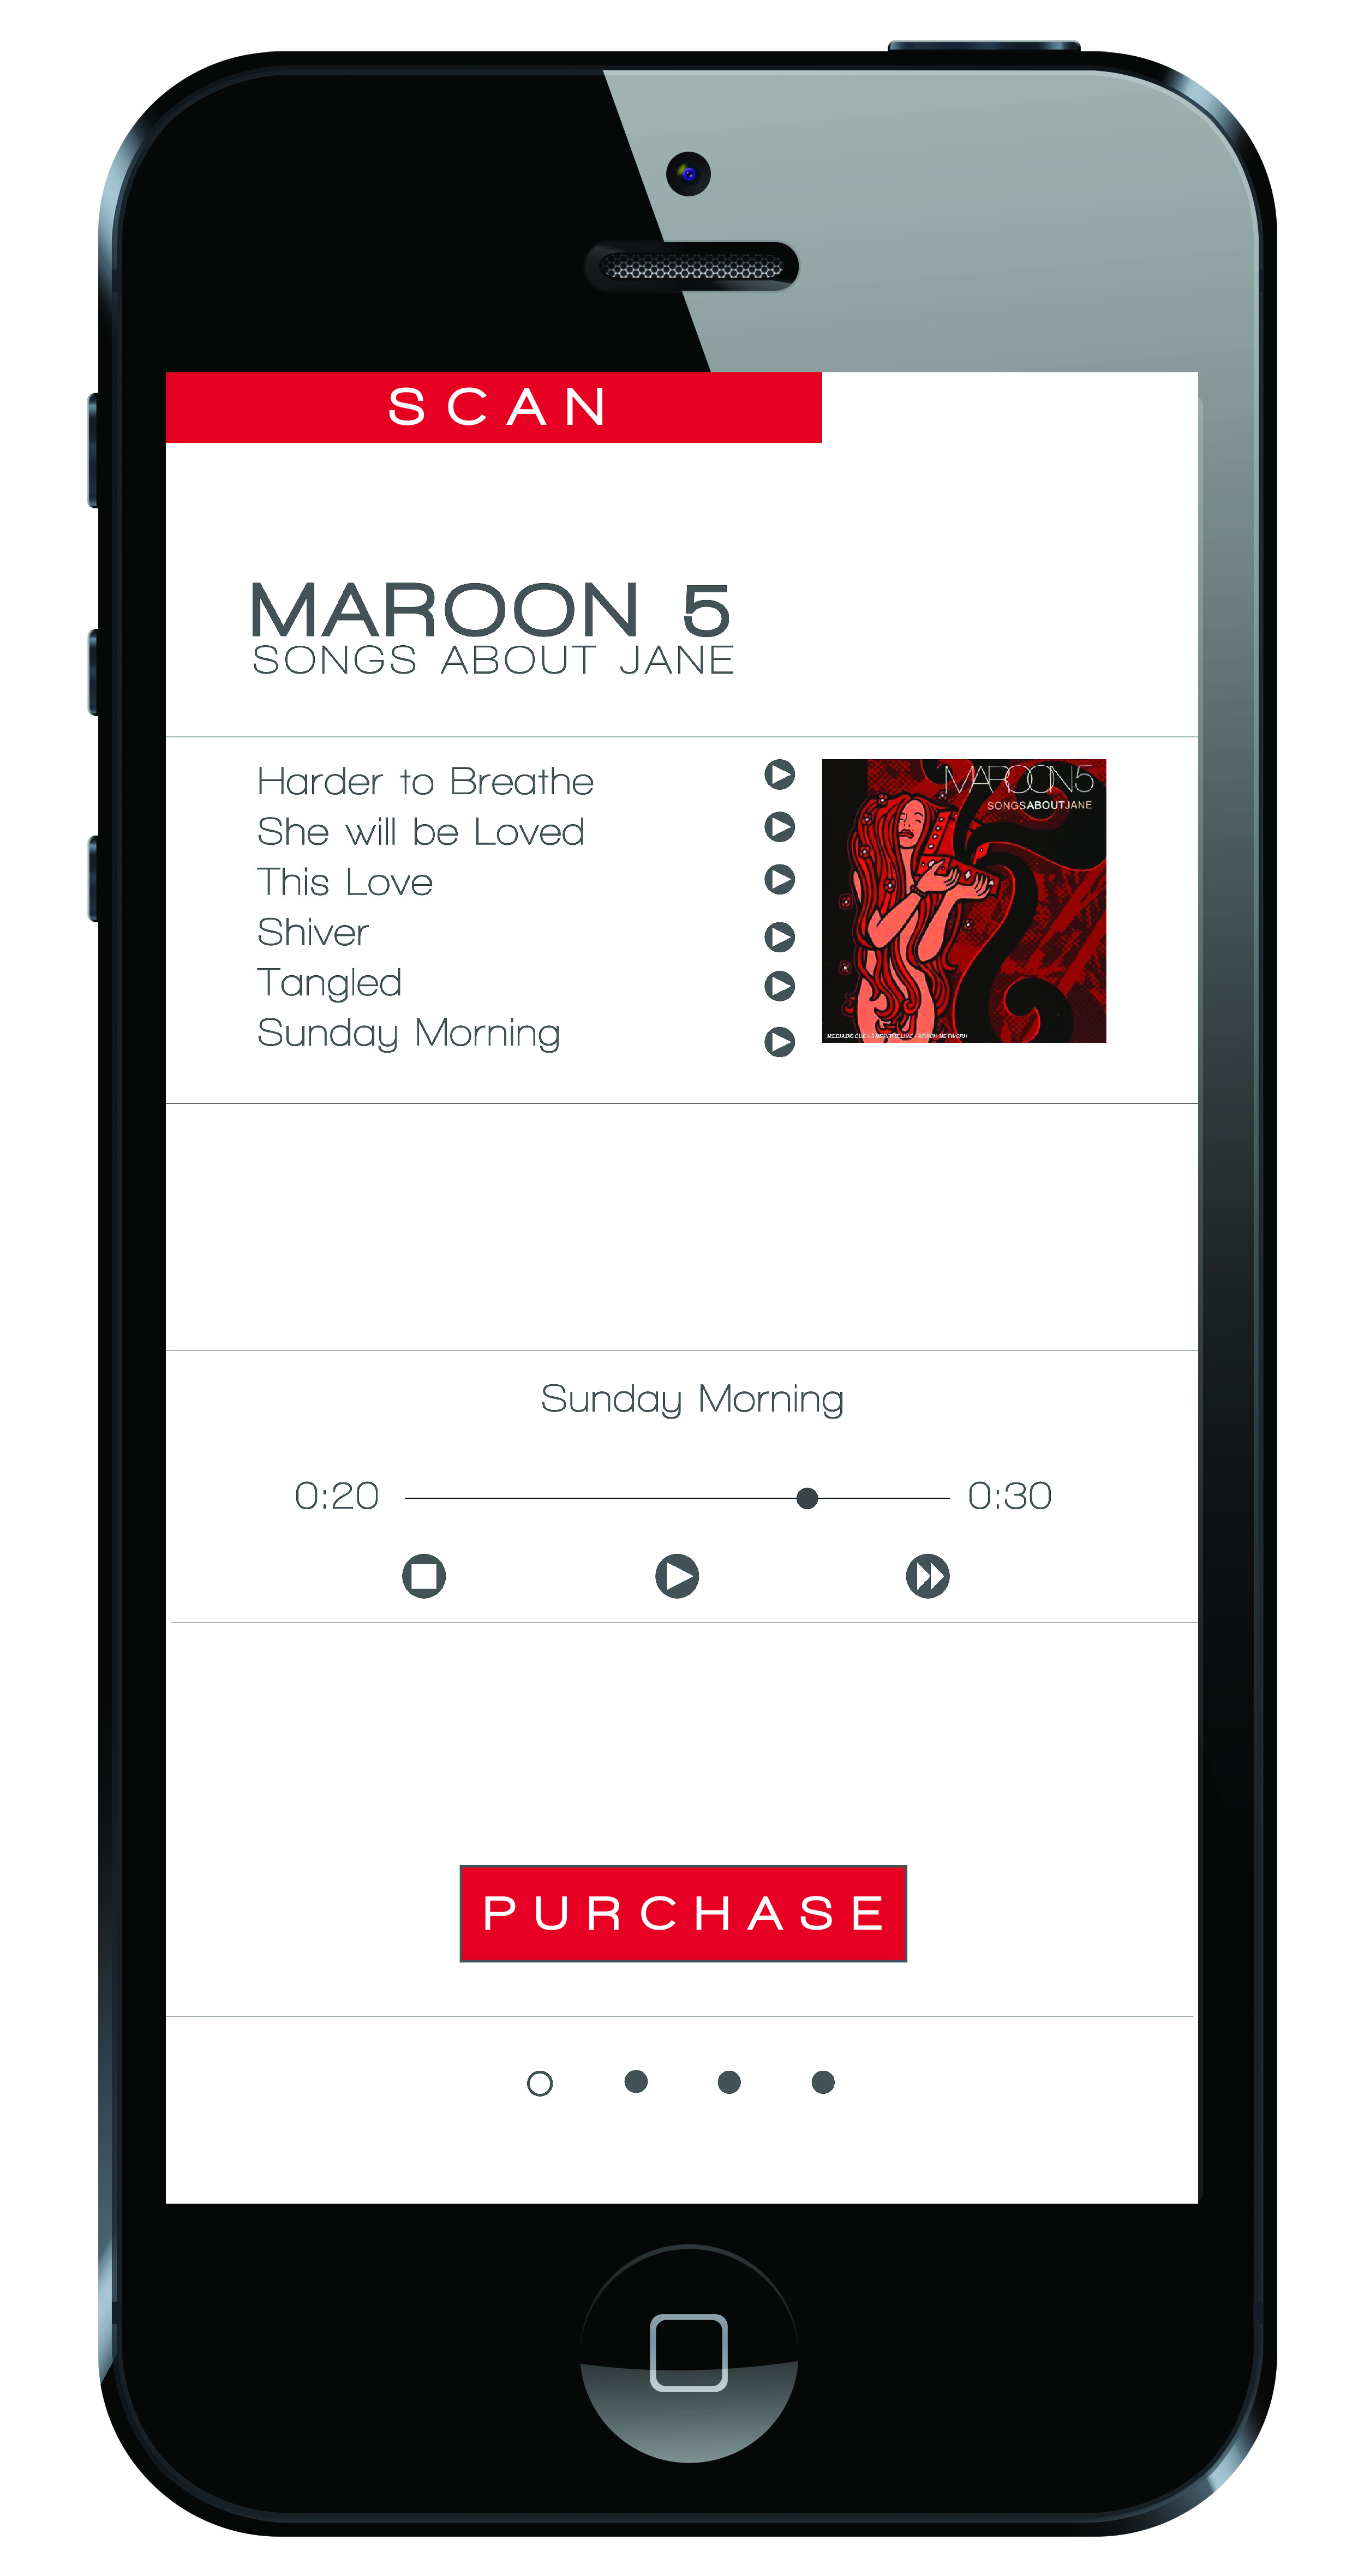 SCAN
MAROON 5
SONGS ABOUT JANE
Harder to Breathe
She will be Loved
This Love
Shiver
Tangled
Sunday Morning
MAROON5
SONGSABOUTJANE
Sunday Morning
0:20
0:30
PURCHASE